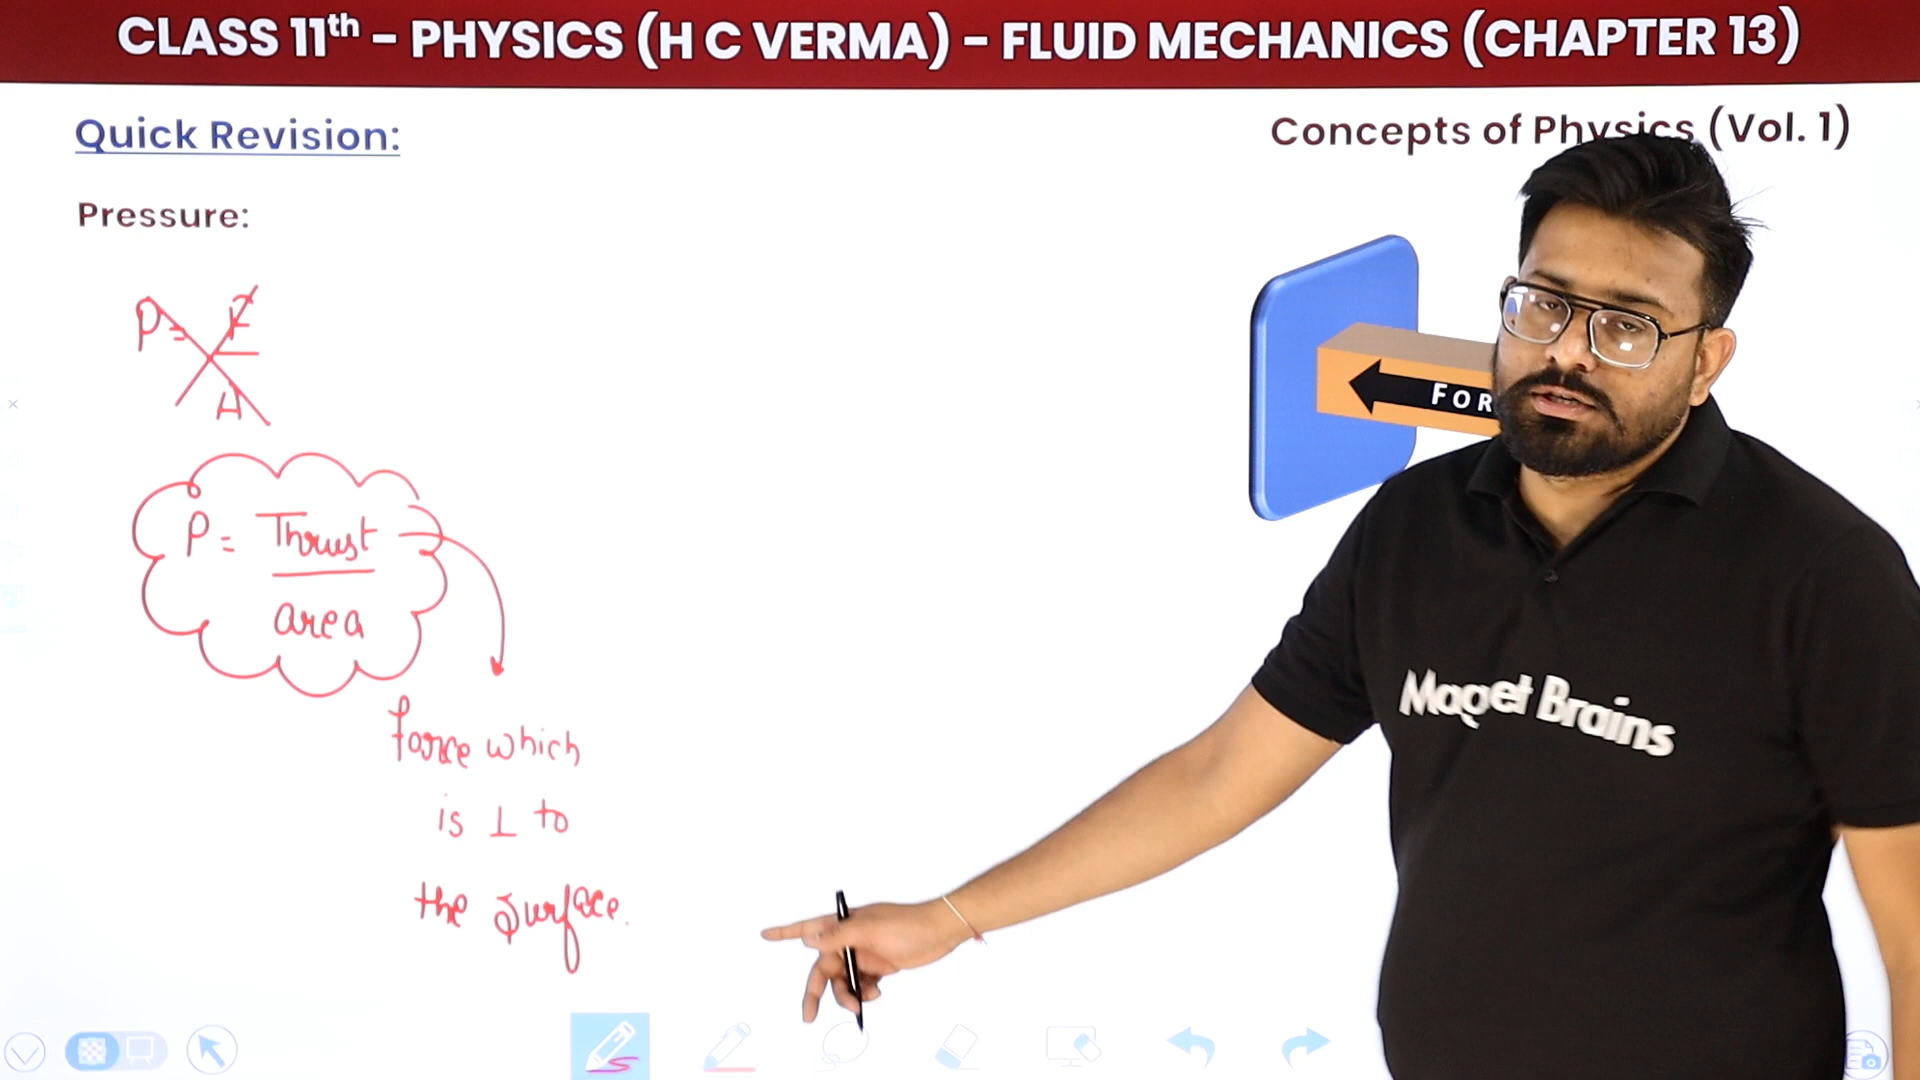 CLASS 11th - PHYSICS (H C VERMA) - FLUID MECHANICS (CHAPTER 13)
Quick Revision:
Concepts of Physics (Vol. 1)
Pressure:
P = F
A
FOR
P = Thrust
area
force which
is ⊥ to
the surface.
Magnet Brains